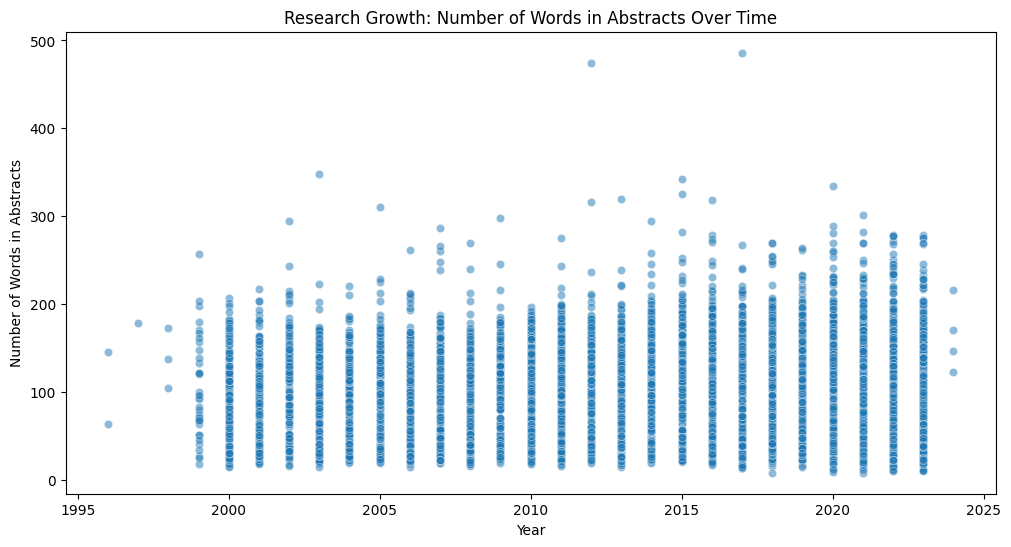 Research Growth: Number of Words in Abstracts Over Time
Number of Words in Abstracts
500
400
300
200
100
0
1995 2000 2005 2010 2015 2020 2025
Year